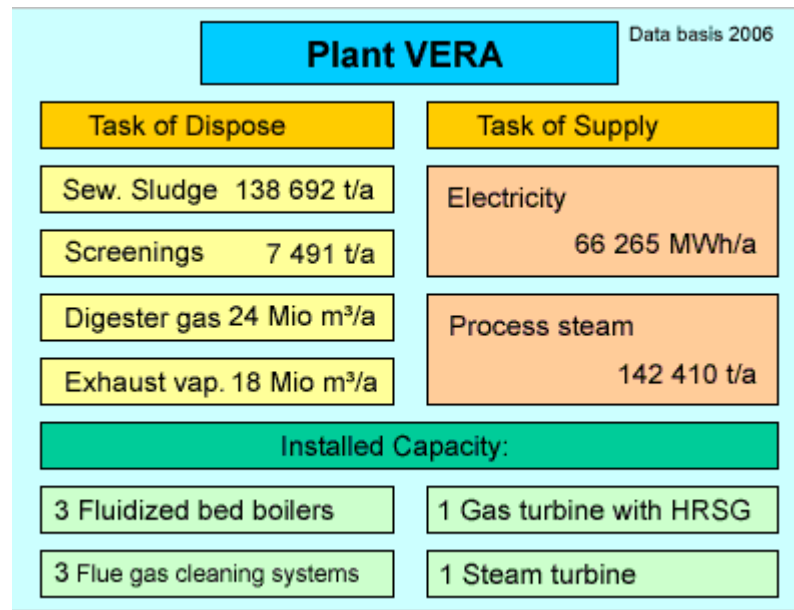 Plant VERA
Data basis 2006
Task of Dispose
Task of Supply
Sew. Sludge 138 692 t/a
Screenings 7 491 t/a
Digester gas 24 Mio m³/a
Exhaust vap. 18 Mio m³/a
Electricity
66 265 MWh/a
Process steam
142 410 t/a
Installed Capacity:
3 Fluidized bed boilers
1 Gas turbine with HRSG
3 Flue gas cleaning systems
1 Steam turbine